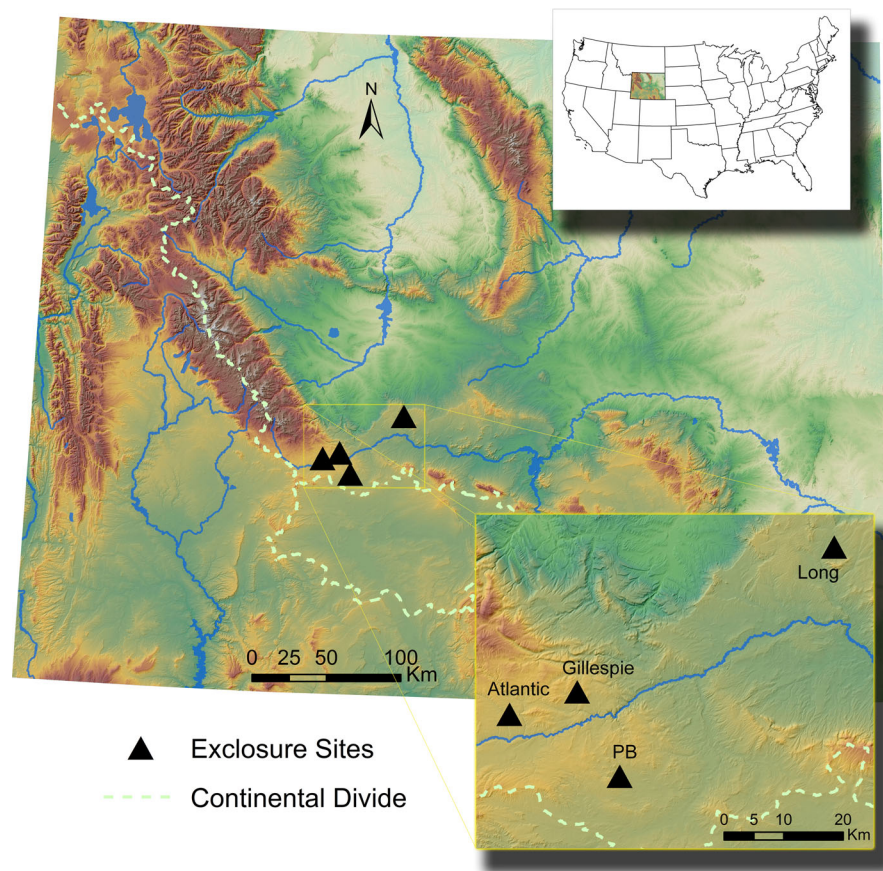 N
0 25 50 100
Km
Long
Gillespie
Atlantic
PB
0 5 10 20
Km
Exclosure Sites
Continental Divide